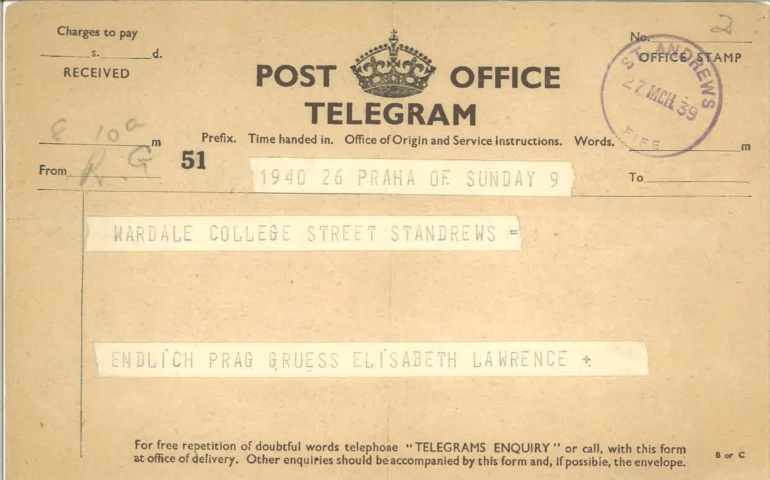 Charges to pay
s. d.
RECEIVED
POST OFFICE
TELEGRAM
No. 2
OFFICE STAMP
ST. ANDREWS
27 MCH 39
FIFE
10a m
From R G
51
Prefix. Time handed in. Office of Origin and Service Instructions. Words.
m
To
1940 26 PRAHA OF SUNDAY 9
WARDALE COLLEGE STREET STANDREWS =
ENDLICH PRAG GRUESS ELISABETH LAWRENCE +
For free repetition of doubtful words telephone "TELEGRAMS ENQUIRY" or call, with this form
at office of delivery. Other enquiries should be accompanied by this form and, if possible, the envelope.
B or C